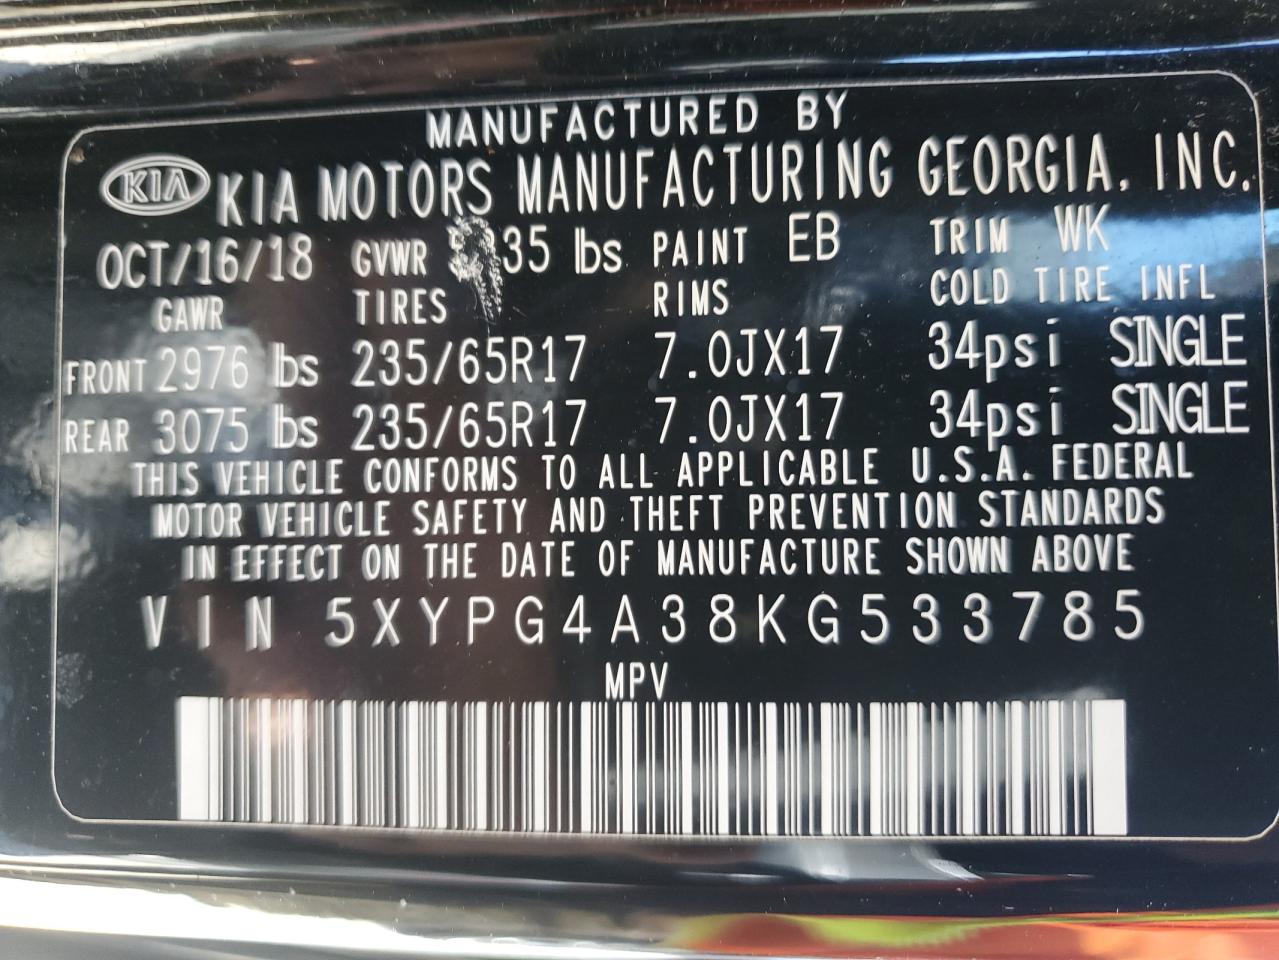 MANUFACTURED BY
KIA KIA MOTORS MANUFACTURING GEORGIA, INC.
OCT/16/18 GVWR lbs PAINT EB TRIM WK
GAWR TIRES RIMS COLD TIRE INFL
FRONT 2976 lbs 235/65R17 7.0JX17 34psi SINGLE
REAR 3075 lbs 235/65R17 7.0JX17 34psi SINGLE
THIS VEHICLE CONFORMS TO ALL APPLICABLE U.S.A. FEDERAL
MOTOR VEHICLE SAFETY AND THEFT PREVENTION STANDARDS
IN EFFECT ON THE DATE OF MANUFACTURE SHOWN ABOVE
VIN 5XYPG4A38KG533785
MPV